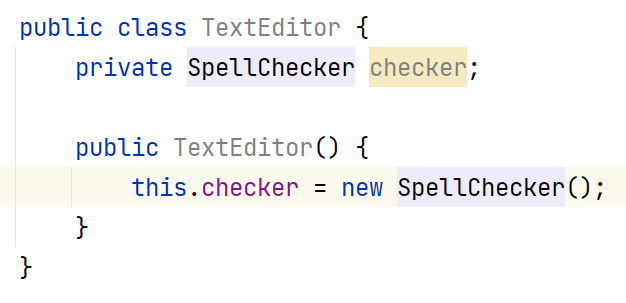 public class TextEditor {
    private SpellChecker checker;

    public TextEditor() {
        this.checker = new SpellChecker();
    }
}